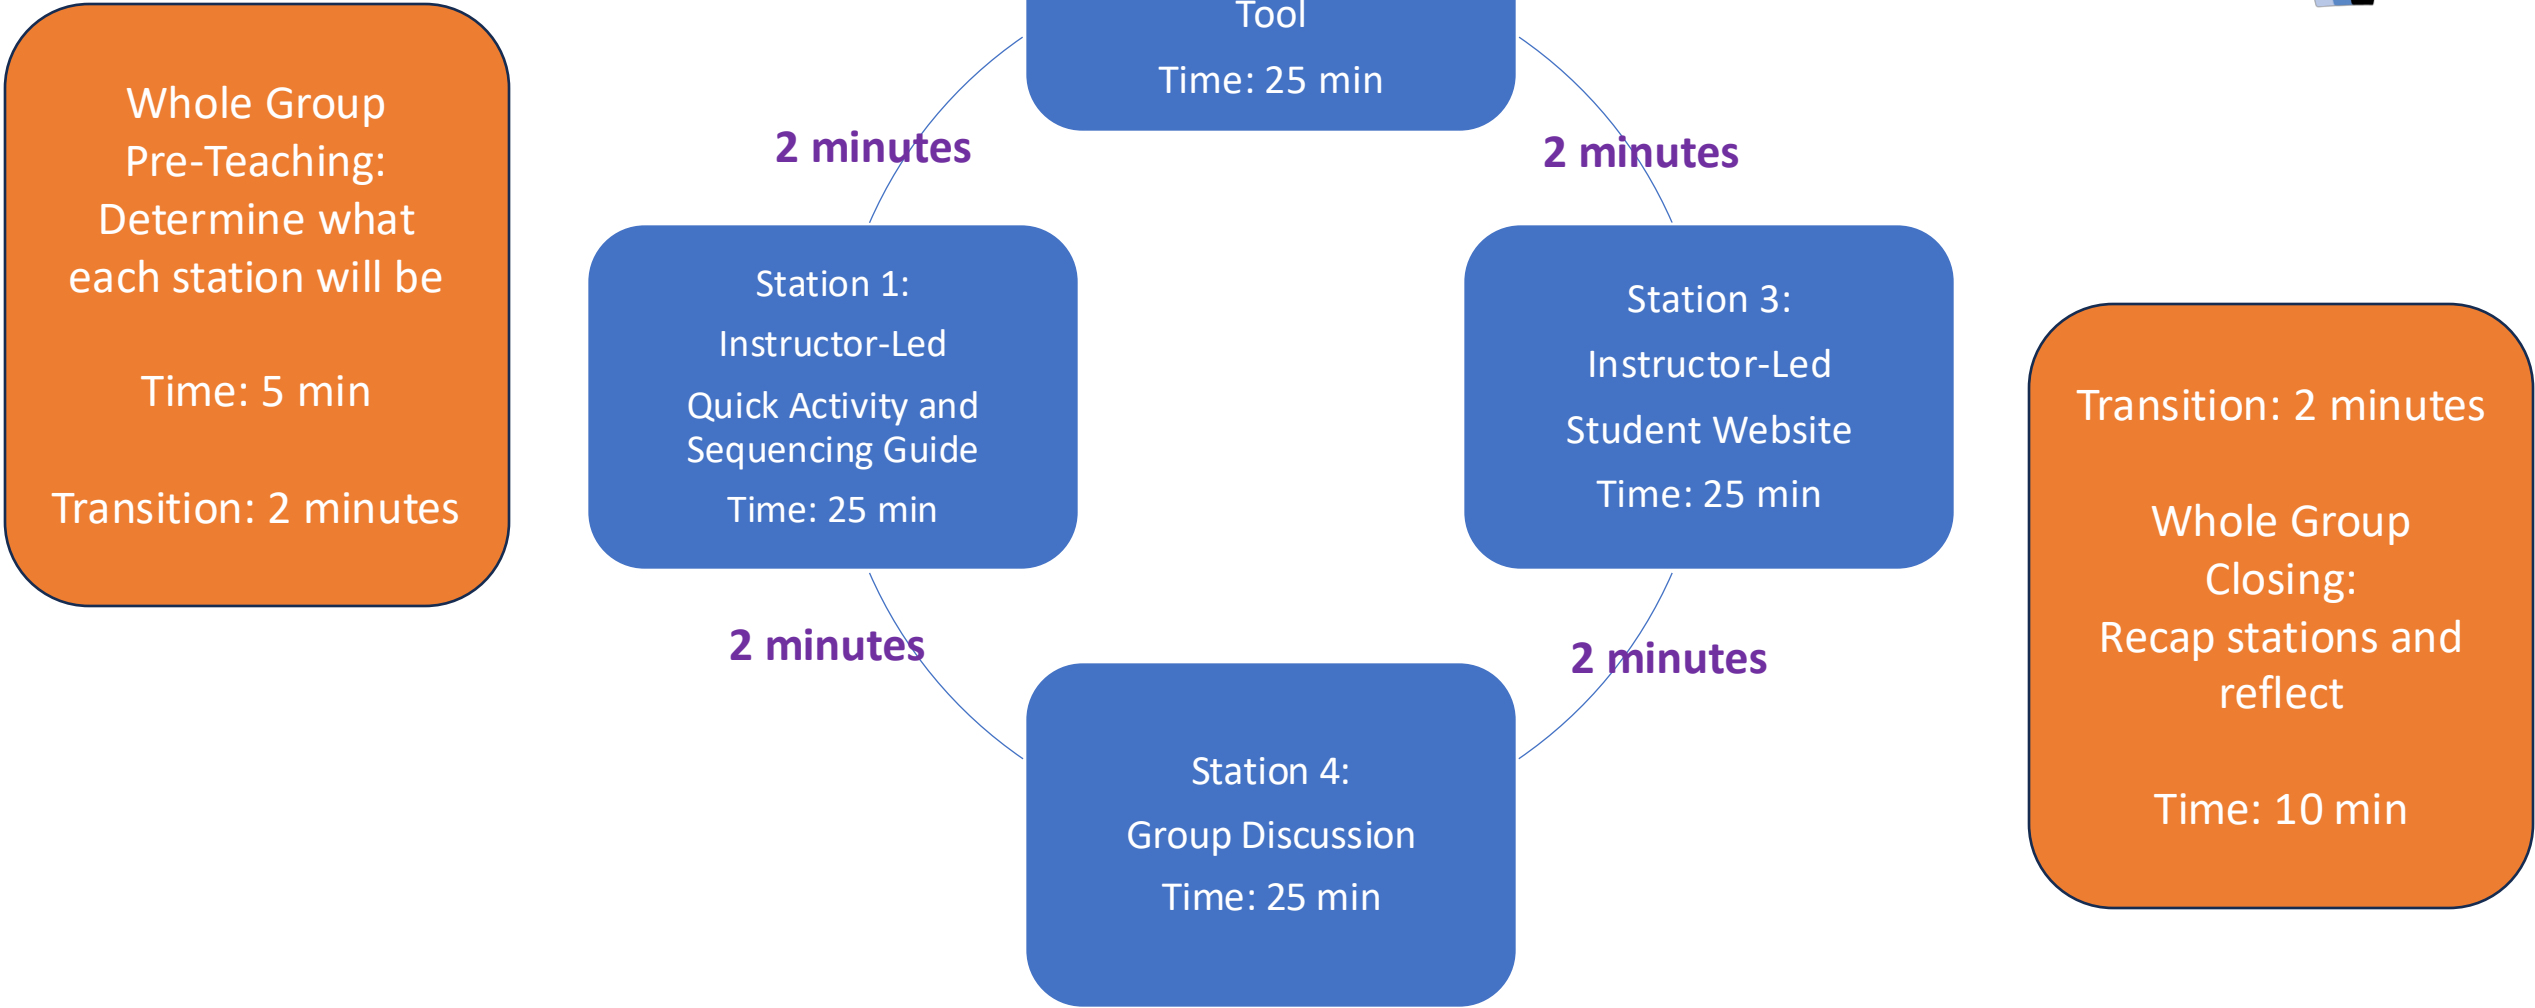 Whole Group
Pre-Teaching:
Determine what
each station will be
Time: 5 min
Transition: 2 minutes
Tool
Time: 25 min
2 minutes
2 minutes
Station 1:
Instructor-Led
Quick Activity and
Sequencing Guide
Time: 25 min
Station 3:
Instructor-Led
Student Website
Time: 25 min
2 minutes
2 minutes
Station 4:
Group Discussion
Time: 25 min
Transition: 2 minutes
Whole Group
Closing:
Recap stations and
reflect
Time: 10 min